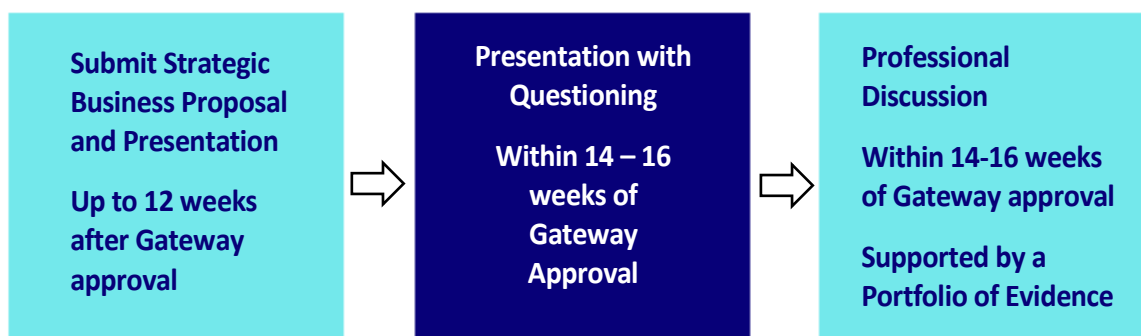 Submit Strategic
Business Proposal
and Presentation
Up to 12 weeks
after Gateway
approval
Presentation with
Questioning
Within 14 – 16
weeks of
Gateway
Approval
Professional
Discussion
Within 14-16 weeks
of Gateway approval
Supported by a
Portfolio of Evidence